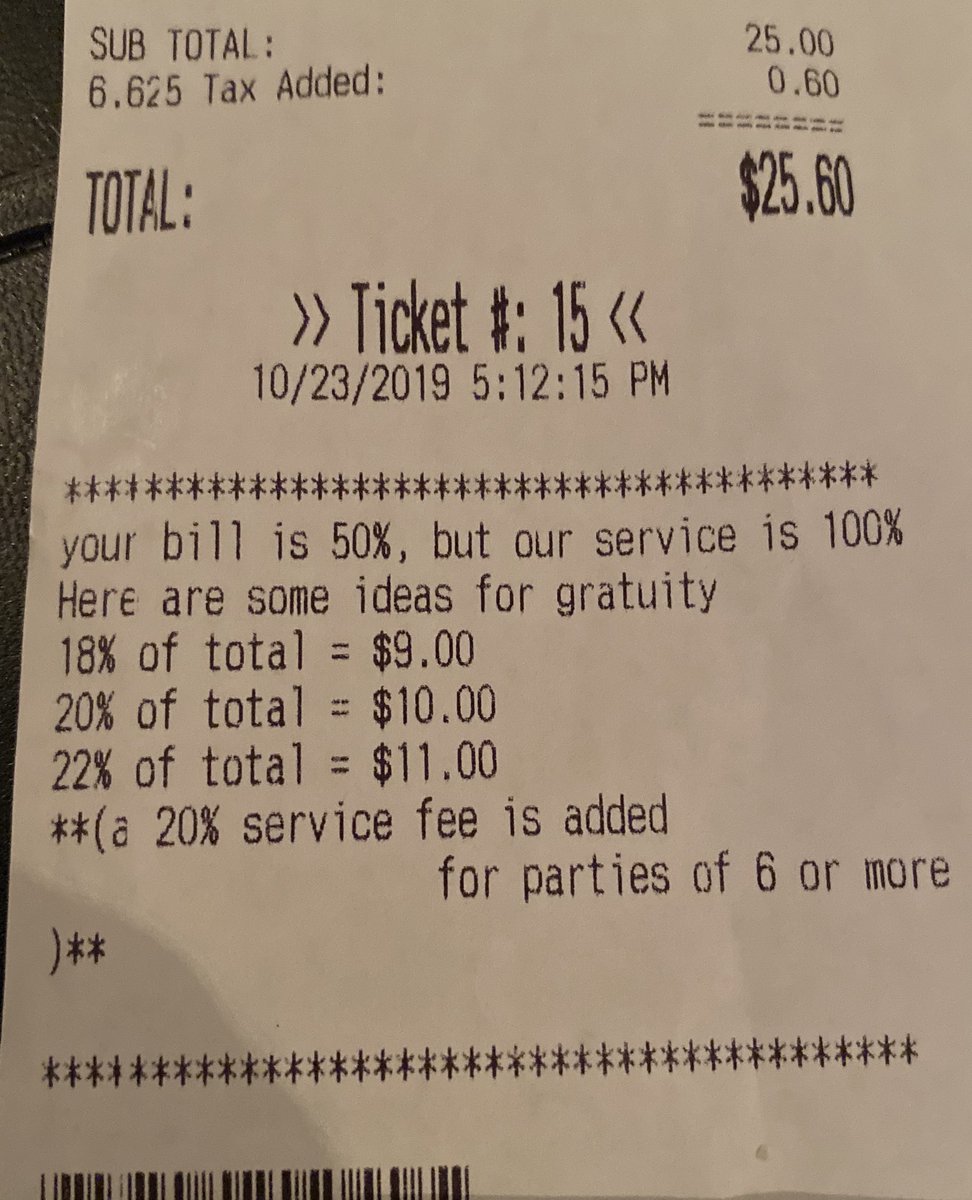 SUB TOTAL: 25.00
6.625 Tax Added: 0.60
========
TOTAL: $25.60
>> Ticket #: 15 <<
10/23/2019 5:12:15 PM
***************************************
your bill is 50%, but our service is 100%
Here are some ideas for gratuity
18% of total = $9.00
20% of total = $10.00
22% of total = $11.00
**(a 20% service fee is added
for parties of 6 or more
)**
***************************************